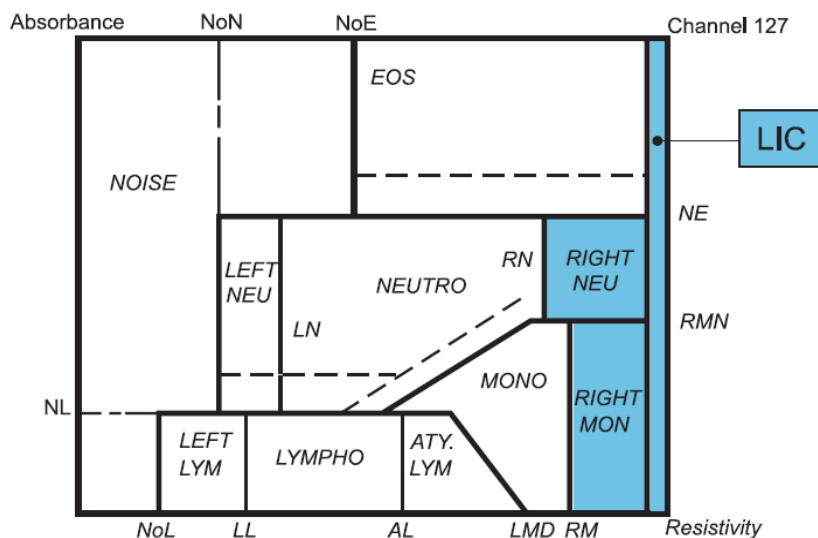 Absorbance NoN NoE Channel 127
EOS
LIC
NOISE
NE
LEFT
NEU
NEUTRO
RN
RIGHT
NEU
LN
RMN
MONO
NL
RIGHT
MON
LEFT
LYM
LYMPHO
ATY.
LYM
NoL LL AL LMD RM Resistivity